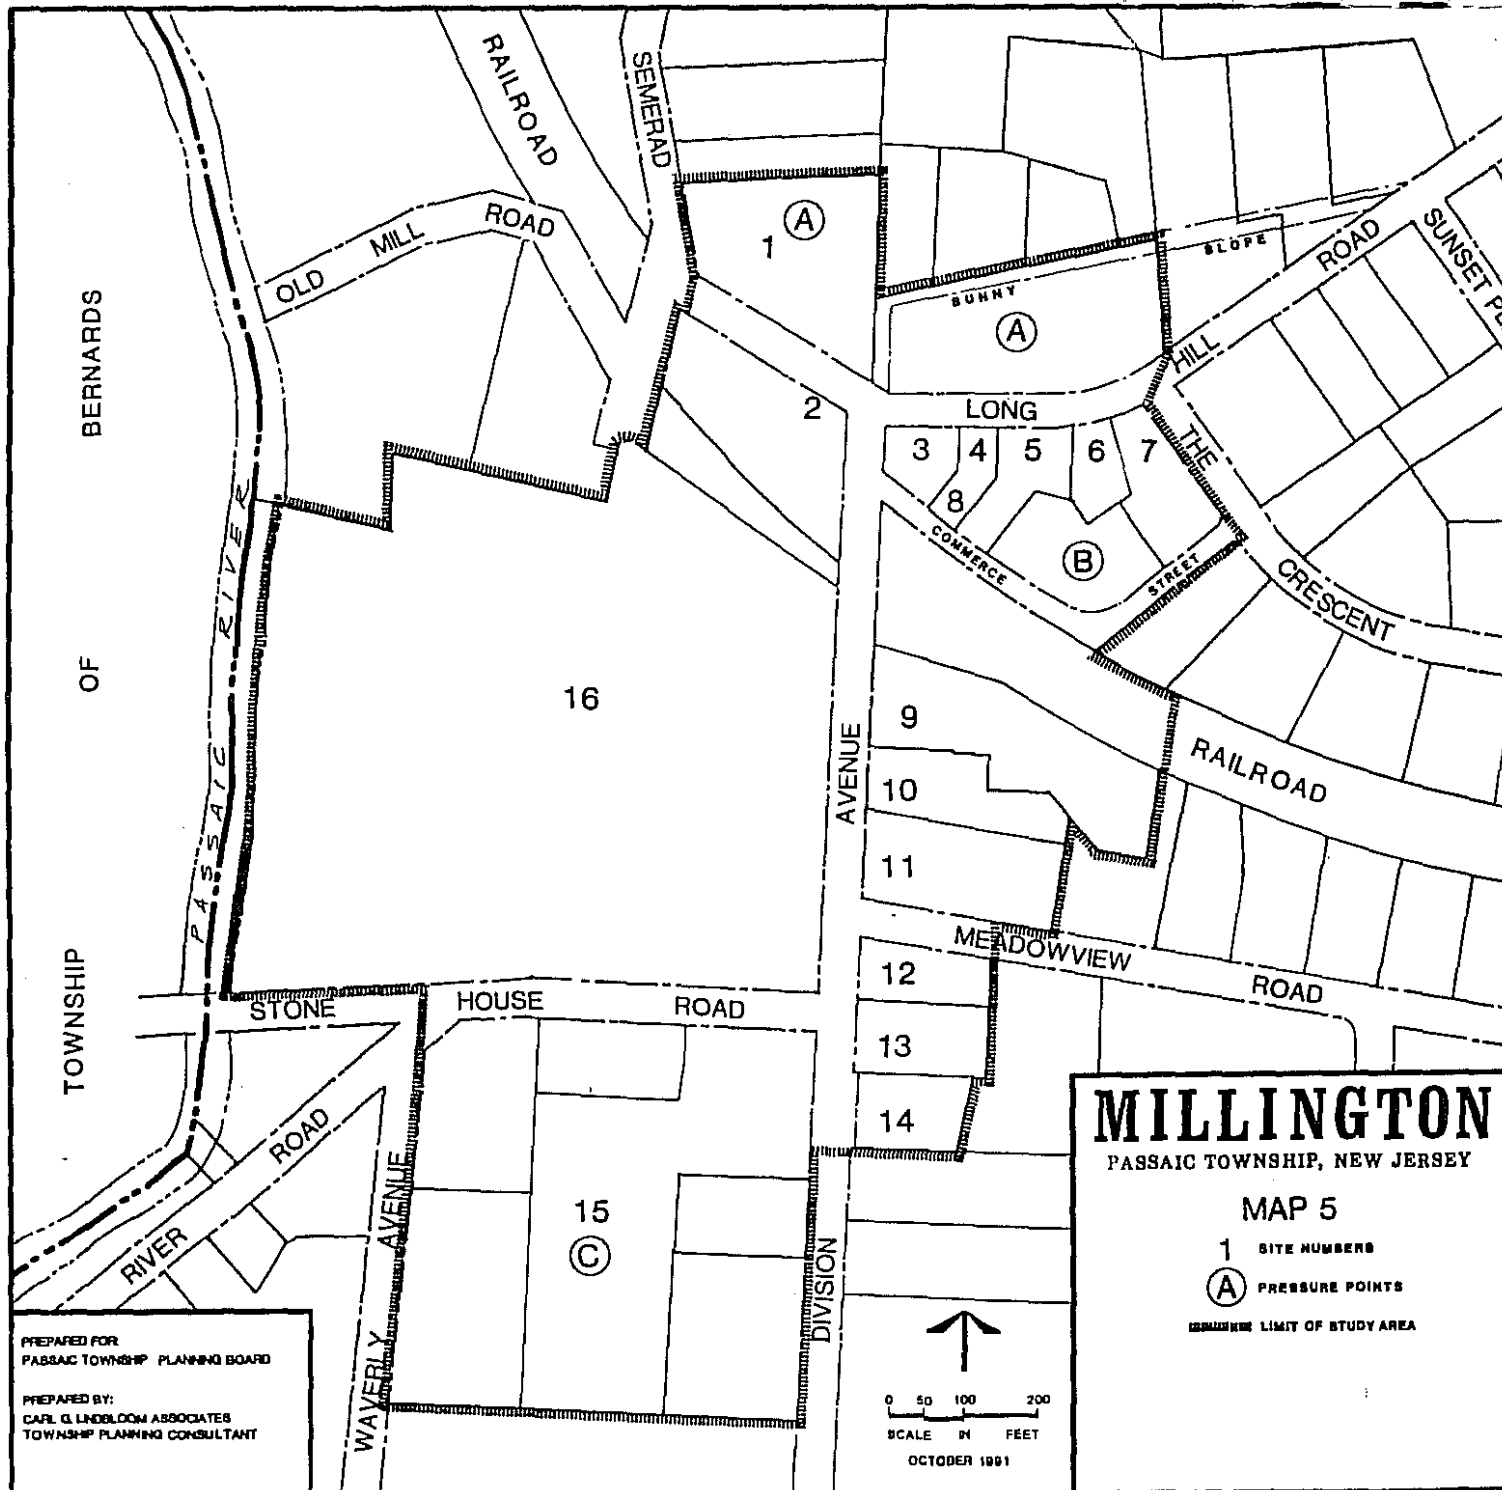 RAILROAD
SEMERAD
OLD MILL ROAD
1
A
BUNNY SLOPE
A
LONG HILL ROAD
SUNSET
2
3
4
5
6
7
8
THE CRESCENT
COMMERCE STREET
B
BERNARDS
OF
TOWNSHIP
PASSAIC RIVER
16
9
10
11
AVENUE
RAILROAD
MEADOWVIEW ROAD
STONE HOUSE ROAD
12
13
14
RIVER ROAD
WAVERLY AVENUE
15
C
DIVISION
MILLINGTON
PASSAIC TOWNSHIP, NEW JERSEY
MAP 5
1 SITE NUMBERS
A PRESSURE POINTS
LIMIT OF STUDY AREA
0 50 100 200
SCALE IN FEET
OCTOBER 1991
PREPARED FOR
PASSAIC TOWNSHIP PLANNING BOARD
PREPARED BY:
CARL G. LINDBLOOM ASSOCIATES
TOWNSHIP PLANNING CONSULTANT